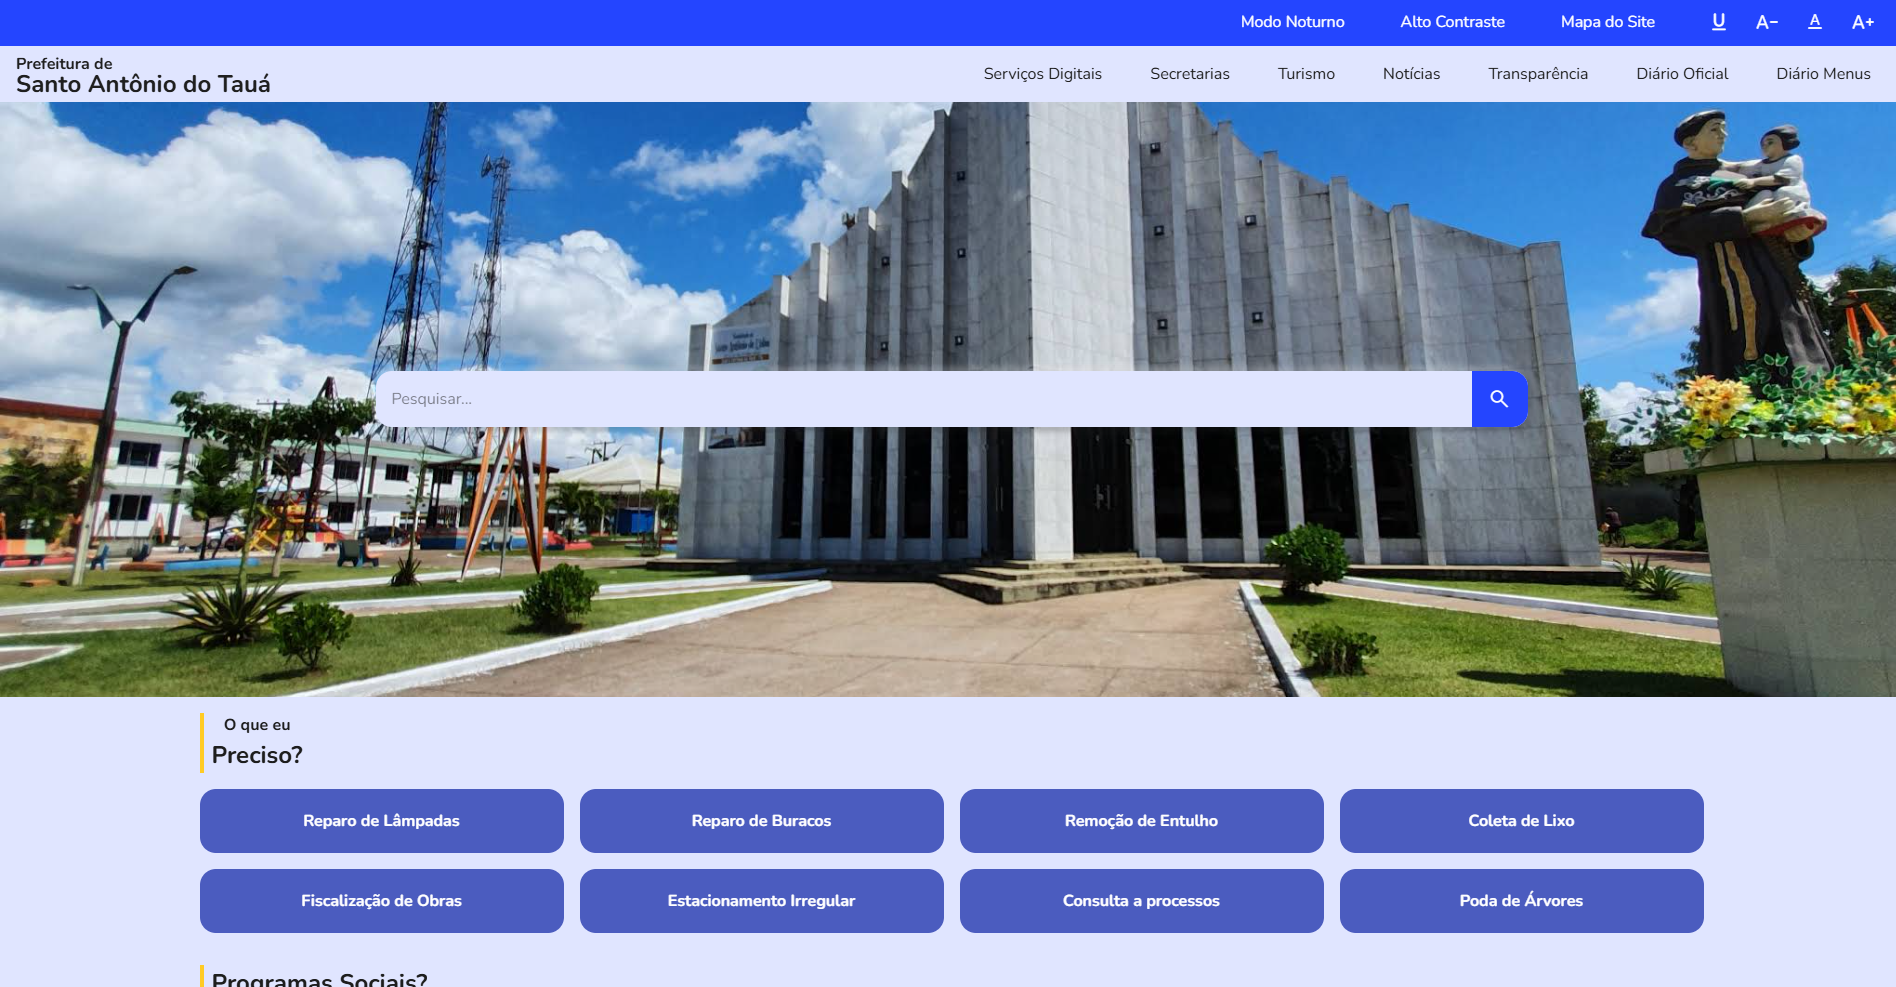 Modo Noturno Alto Contraste Mapa do Site U A- A A+
Prefeitura de
Santo Antônio do Tauá
Serviços Digitais Secretarias Turismo Notícias Transparência Diário Oficial Diário Menus
Pesquisar...
O que eu
Preciso?
Reparo de Lâmpadas Reparo de Buracos Remoção de Entulho Coleta de Lixo
Fiscalização de Obras Estacionamento Irregular Consulta a processos Poda de Árvores
Programas Sociais?